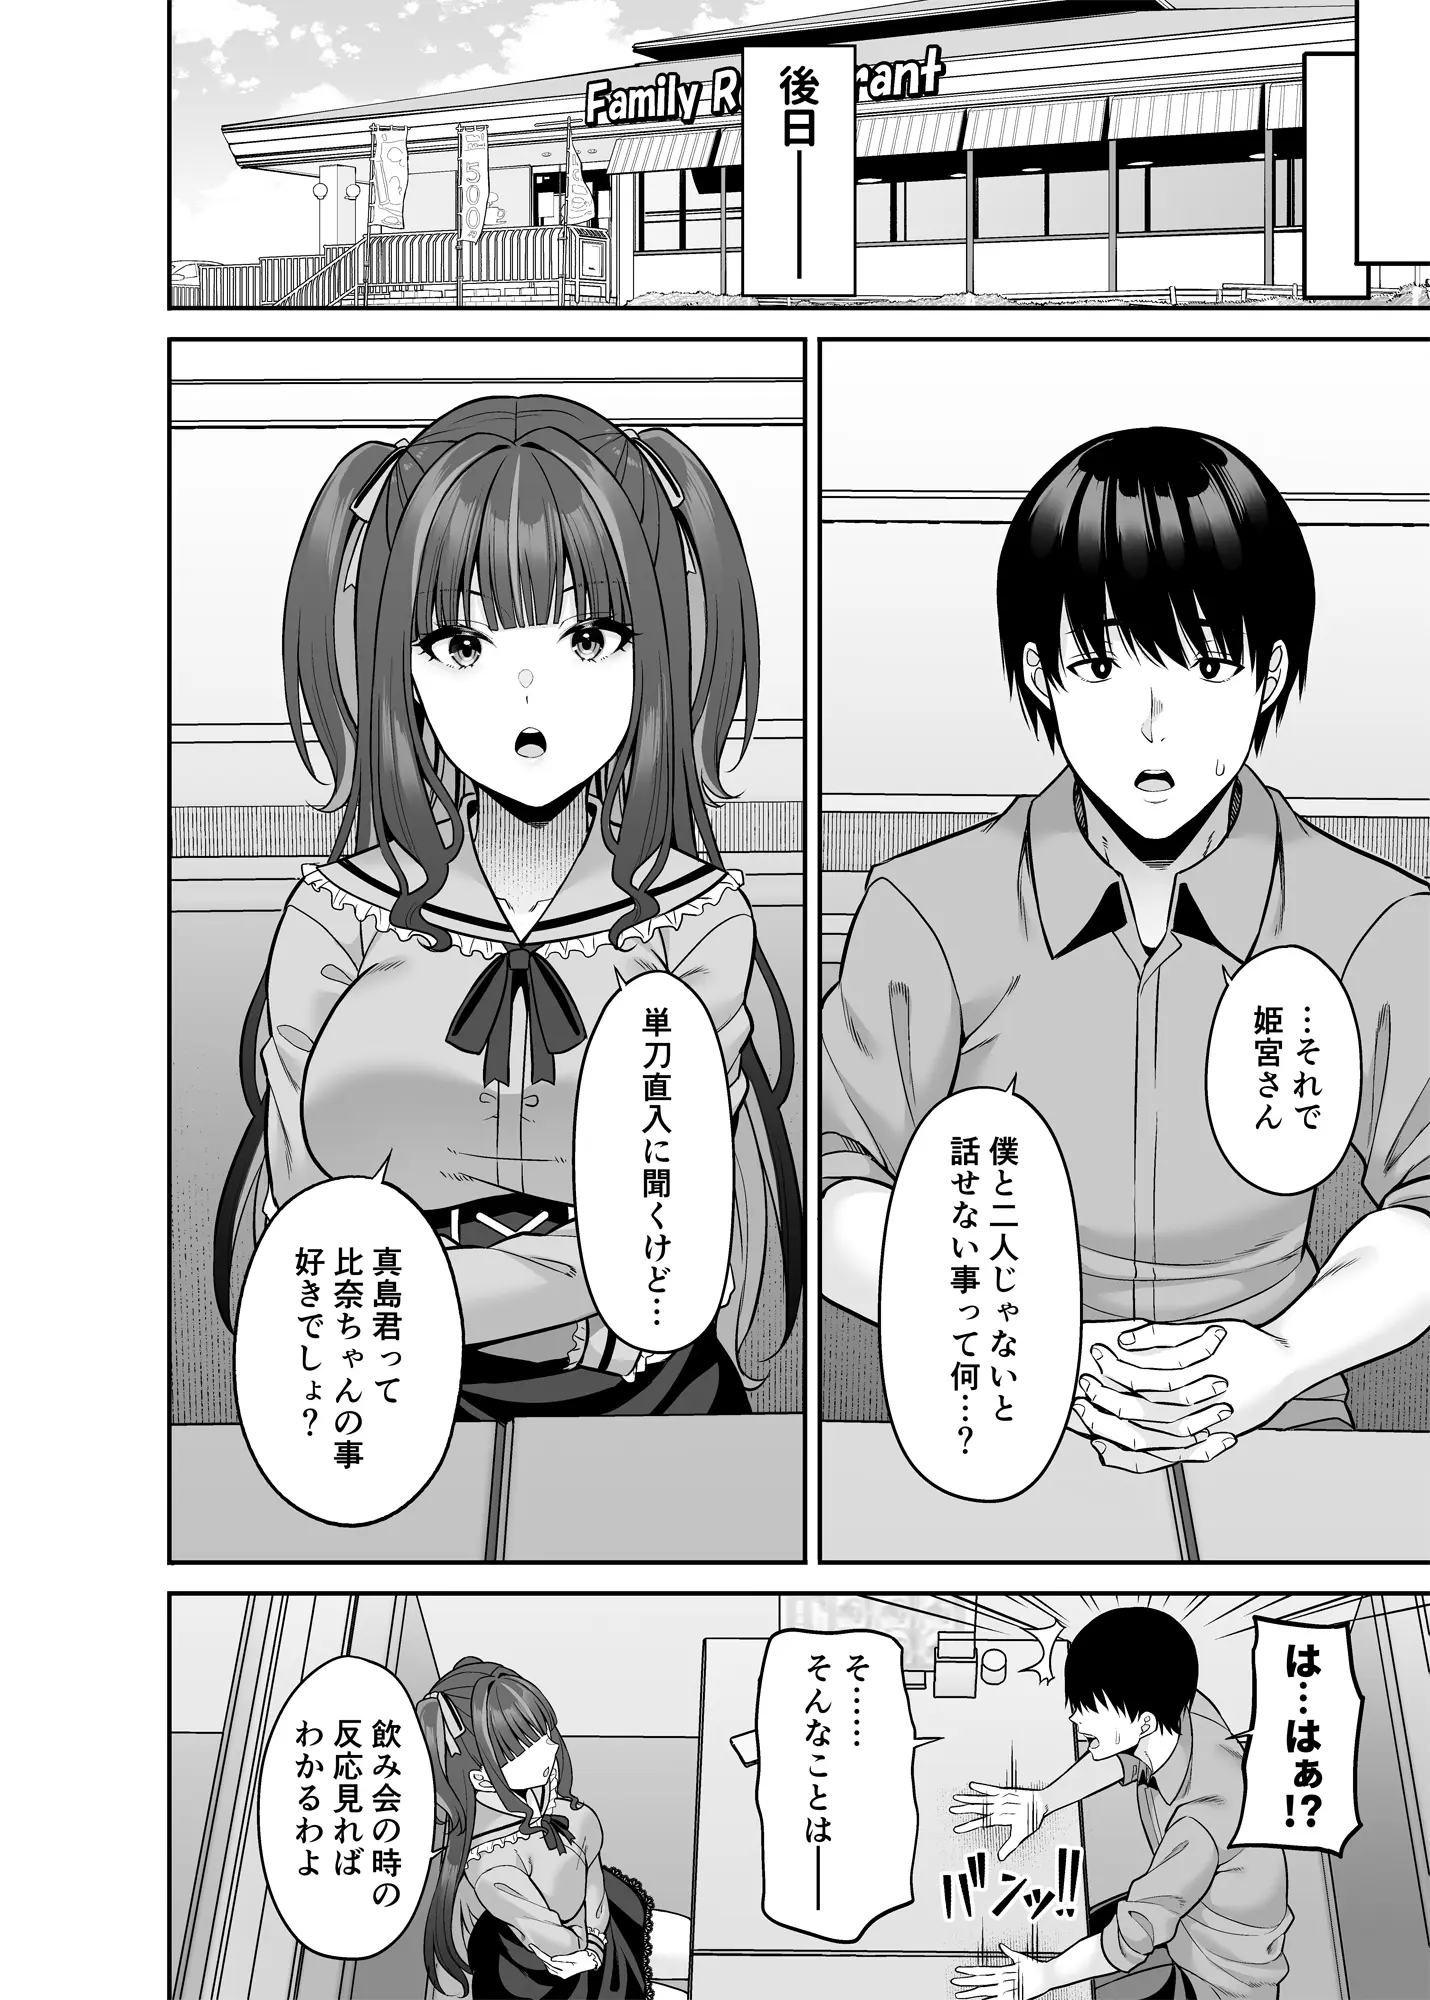 Family R
rant
500
後日――
…それで
姫宮さん
僕と二人じゃないと
話せない事って何…?
単刀直入に聞くけど…
真島君って
比奈ちゃんの事
好きでしょ?
は…はぁ!?
バンッ!!
そ……
そんなことは――
飲み会の時の
反応見れば
わかるわよ